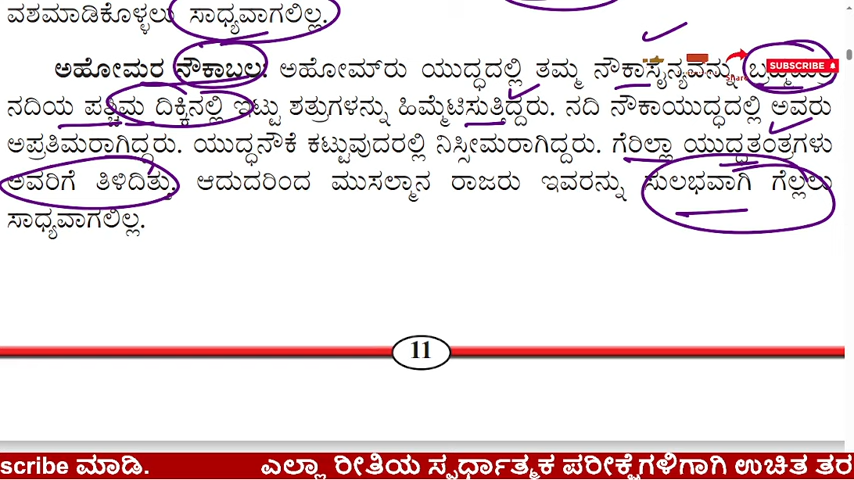 ವಶಮಾಡಿಕೊಳ್ಳಲು ಸಾಧ್ಯವಾಗಲಿಲ್ಲ.
ಅಹೋಮರ ನೌಕಾಬಲ: ಅಹೋಮ್‌ರು ಯುದ್ಧದಲ್ಲಿ ತಮ್ಮ ನೌಕಾಸೈನ್ಯವನ್ನು
SUBSCRIBE
ನದಿಯ ಪಶ್ಚಿಮ ದಿಕ್ಕಿನಲ್ಲಿ ಇಟ್ಟು ಶತ್ರುಗಳನ್ನು ಹಿಮ್ಮೆಟಿಸುತ್ತಿದ್ದರು. ನದಿ ನೌಕಾಯುದ್ಧದಲ್ಲಿ ಅವರು
ಅಪ್ರತಿಮರಾಗಿದ್ದರು. ಯುದ್ಧನೌಕೆ ಕಟ್ಟುವುದರಲ್ಲಿ ನಿಸ್ಸೀಮರಾಗಿದ್ದರು. ಗೆರಿಲ್ಲಾ ಯುದ್ಧತಂತ್ರಗಳು
ಅವರಿಗೆ ತಿಳಿದಿತ್ತು. ಆದುದರಿಂದ ಮುಸಲ್ಮಾನ ರಾಜರು ಇವರನ್ನು ಸುಲಭವಾಗಿ ಗೆಲ್ಲಲು
ಸಾಧ್ಯವಾಗಲಿಲ್ಲ.
11
scribe ಮಾಡಿ. ಎಲ್ಲಾ ರೀತಿಯ ಸ್ಪರ್ಧಾತ್ಮಕ ಪರೀಕ್ಷೆಗಳಿಗಾಗಿ ಉಚಿತ ತರ